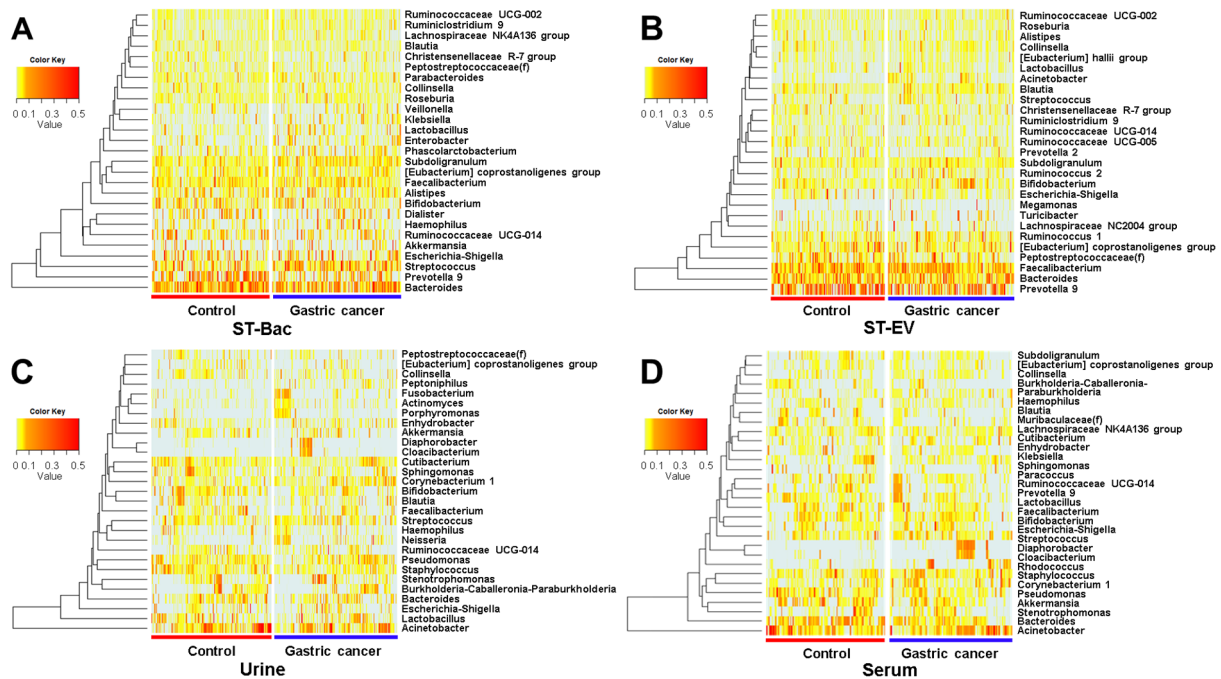 A
Color Key
0 0.1 0.3 0.5
Value
Ruminococcaceae UCG-002
Ruminiclostridium 9
Lachnospiraceae NK4A136 group
Blautia
Christensenellaceae R-7 group
Peptostreptococcaceae(f)
Parabacteroides
Collinsella
Roseburia
Veillonella
Klebsiella
Lactobacillus
Enterobacter
Phascolarctobacterium
Subdoligranulum
[Eubacterium] coprostanoligenes group
Faecalibacterium
Alistipes
Bifidobacterium
Dialister
Haemophilus
Ruminococcaceae UCG-014
Akkermansia
Escherichia-Shigella
Streptococcus
Prevotella 9
Bacteroides
Control
Gastric cancer
ST-Bac
B
Color Key
0 0.1 0.3 0.5
Value
Ruminococcaceae UCG-002
Roseburia
Alistipes
Collinsella
[Eubacterium] hallii group
Lactobacillus
Acinetobacter
Blautia
Streptococcus
Christensenellaceae R-7 group
Ruminiclostridium 9
Ruminococcaceae UCG-014
Ruminococcaceae UCG-005
Prevotella 2
Subdoligranulum
Ruminococcus 2
Bifidobacterium
Escherichia-Shigella
Megamonas
Turicibacter
Lachnospiraceae NC2004 group
Ruminococcus 1
[Eubacterium] coprostanoligenes group
Peptostreptococcaceae(f)
Faecalibacterium
Bacteroides
Prevotella 9
Control
Gastric cancer
ST-EV
C
Color Key
0 0.1 0.3 0.5
Value
Peptostreptococcaceae(f)
[Eubacterium] coprostanoligenes group
Collinsella
Peptoniphilus
Fusobacterium
Actinomyces
Porphyromonas
Enhydrobacter
Akkermansia
Diaphorobacter
Cloacibacterium
Cutibacterium
Sphingomonas
Corynebacterium 1
Bifidobacterium
Blautia
Faecalibacterium
Streptococcus
Haemophilus
Neisseria
Ruminococcaceae UCG-014
Pseudomonas
Staphylococcus
Stenotrophomonas
Burkholderia-Caballeronia-Paraburkholderia
Bacteroides
Escherichia-Shigella
Lactobacillus
Acinetobacter
Control
Gastric cancer
Urine
D
Color Key
0 0.1 0.3 0.5
Value
Subdoligranulum
[Eubacterium] coprostanoligenes group
Collinsella
Burkholderia-Caballeronia-
Paraburkholderia
Haemophilus
Blautia
Muribaculaceae(f)
Lachnospiraceae NK4A136 group
Cutibacterium
Enhydrobacter
Klebsiella
Sphingomonas
Paracoccus
Ruminococcaceae UCG-014
Prevotella 9
Lactobacillus
Faecalibacterium
Bifidobacterium
Escherichia-Shigella
Streptococcus
Diaphorobacter
Cloacibacterium
Rhodococcus
Staphylococcus
Corynebacterium 1
Pseudomonas
Akkermansia
Stenotrophomonas
Bacteroides
Acinetobacter
Control
Gastric cancer
Serum